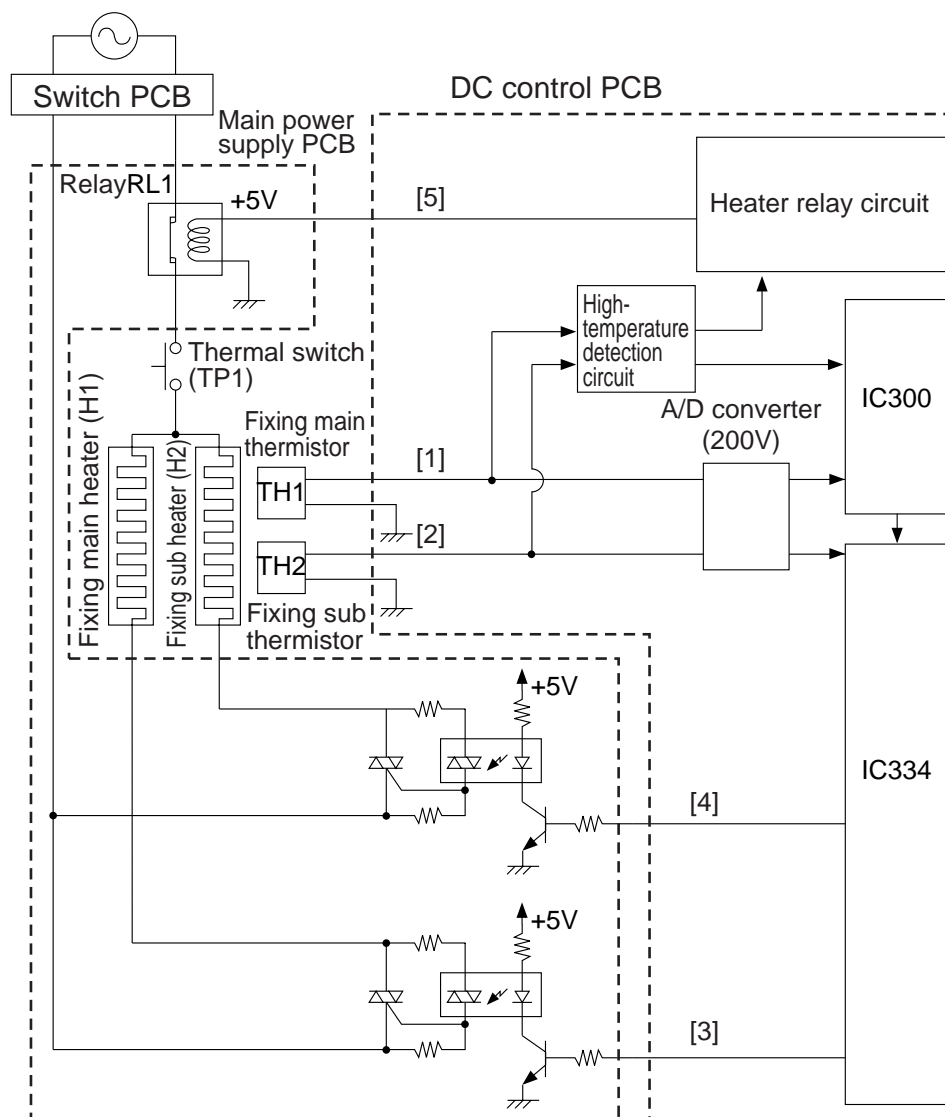 Switch PCB
DC control PCB
Main power
supply PCB
RelayRL1
+5V
[5]
Heater relay circuit
High-
temperature
detection
circuit
Thermal switch
(TP1)
IC300
A/D converter
(200V)
Fixing main
thermistor
Fixing main heater (H1)
Fixing sub heater (H2)
[1]
TH1
[2]
TH2
Fixing sub
thermistor
+5V
IC334
[4]
+5V
[3]